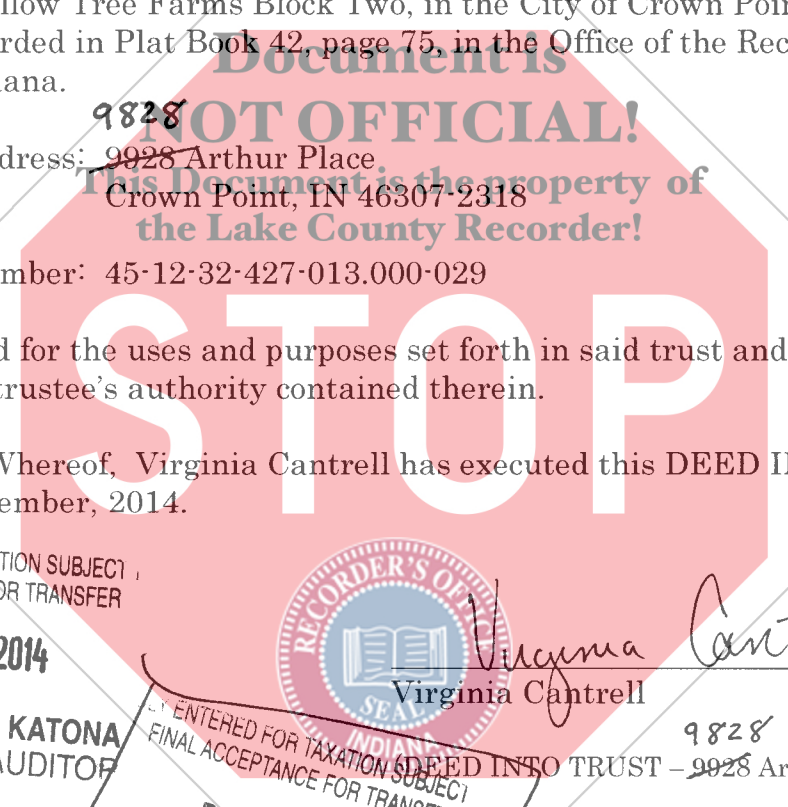 llow Tree Farms Block Two, in the City of Crown Poin
rded in Plat Book 42, page 75, in the Office of the Rec
Document is
iana.
9828
NOT OFFICIAL!
dress: 9928 Arthur Place
This Document is the property of
Crown Point, IN 46307-2318
the Lake County Recorder!
mber: 45-12-32-427-013.000-029
STOP
d for the uses and purposes set forth in said trust and
trustee's authority contained therein.
Whereof, Virginia Cantrell has executed this DEED I
ember, 2014.
TION SUBJECT
OR TRANSFER
2014
KATONA
AUDITOR
RECORDER'S OFFICE
SEAL
INDIANA
Virginia Cant
Virginia Cantrell
ENTERED FOR TAXATION SUBJECT
FINAL ACCEPTANCE FOR TRANSFE
9828
(DEED INTO TRUST – 9928 Ar